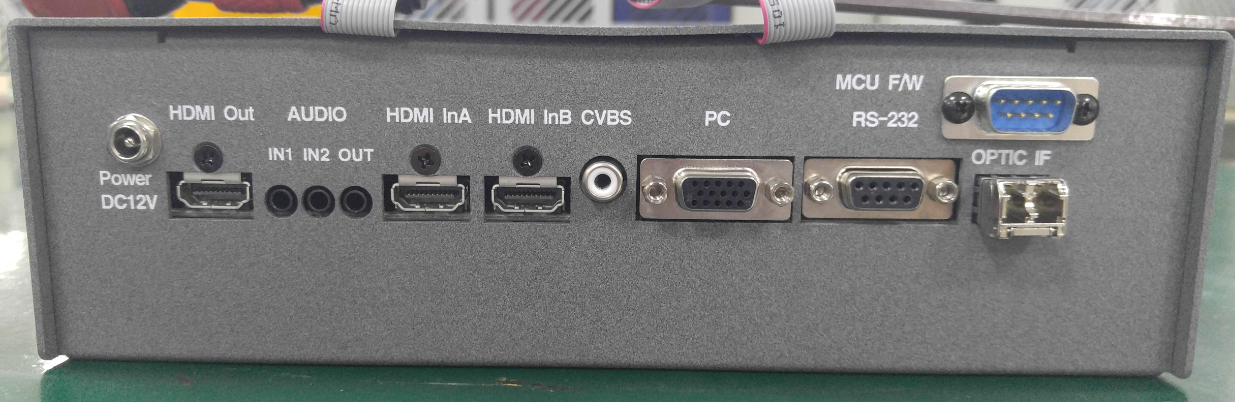 MCU F/W
HDMI Out
AUDIO
HDMI InA
HDMI InB
CVBS
PC
RS-232
IN1 IN2 OUT
OPTIC IF
Power
DC12V